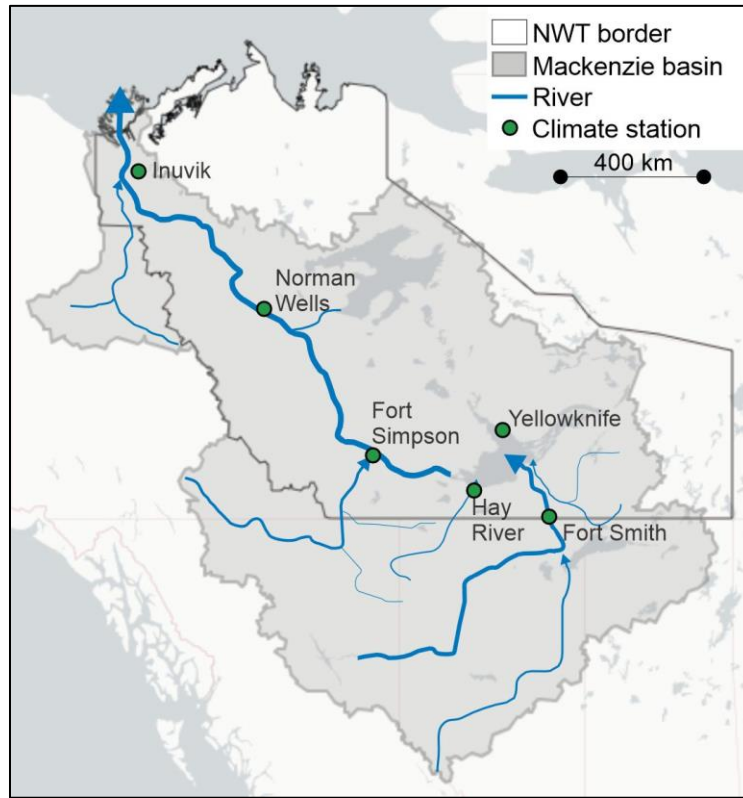 NWT border
Mackenzie basin
River
Climate station
400 km
Inuvik
Norman
Wells
Fort
Simpson
Yellowknife
Hay
River
Fort Smith